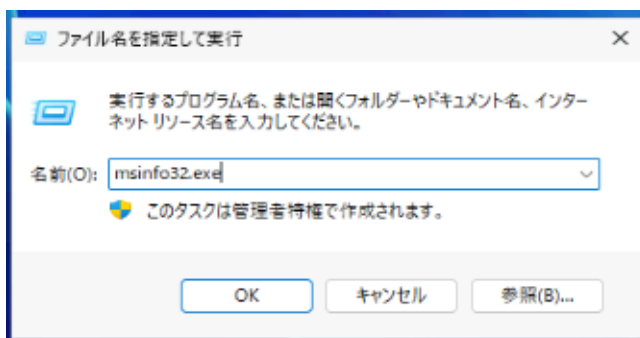 ファイル名を指定して実行
実行するプログラム名、または開くフォルダーやドキュメント名、インター
ネット リソース名を入力してください。
名前(O): msinfo32.exe
このタスクは管理者特権で作成されます。
OK キャンセル 参照(B)...